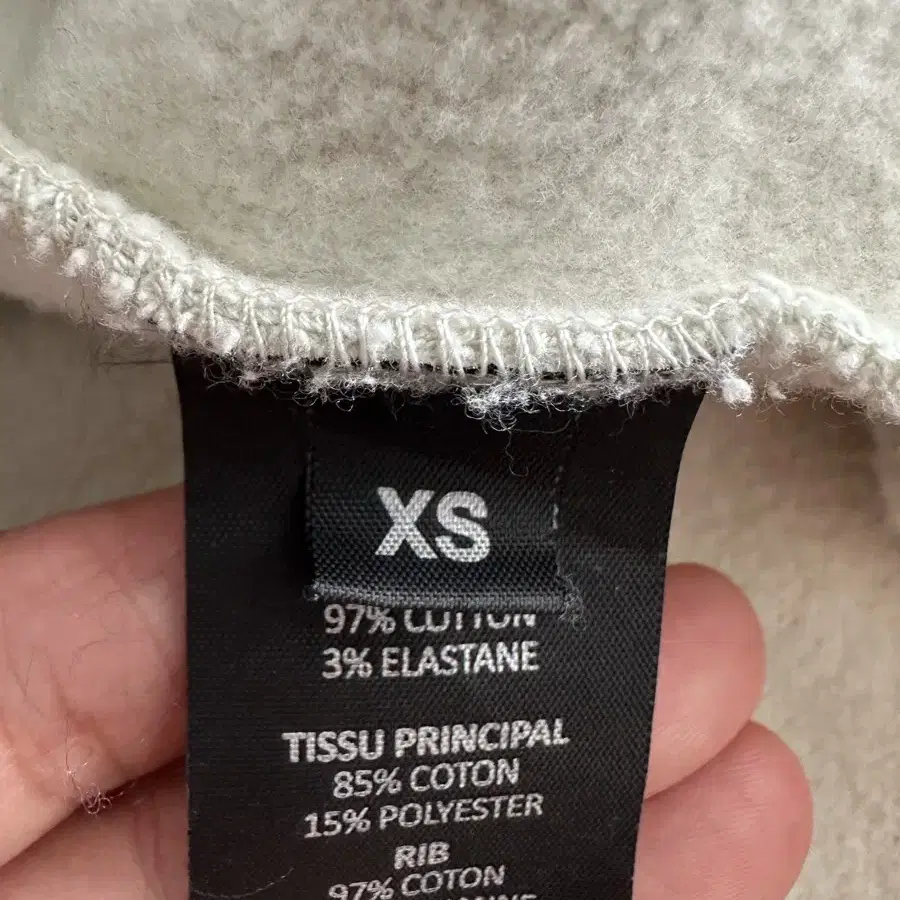 XS
97% COTTON
3% ELASTANE
TISSU PRINCIPAL
85% COTON
15% POLYESTER
RIB
97% COTON